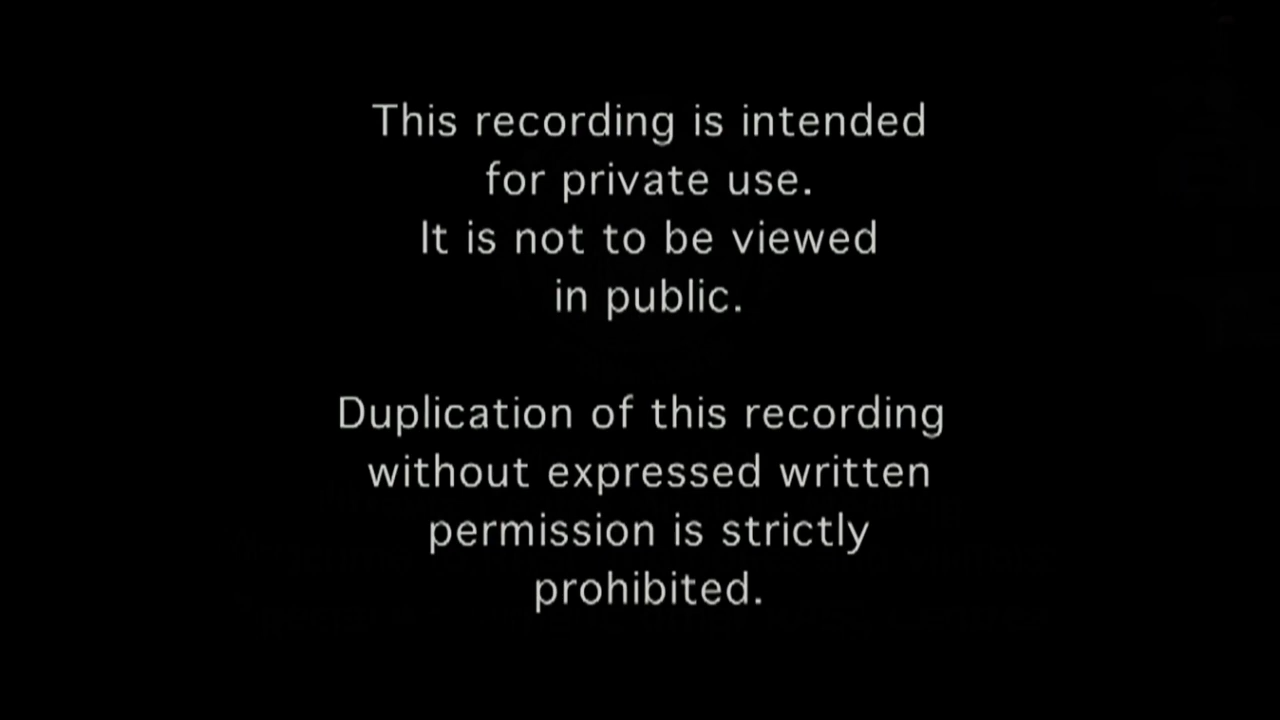 This recording is intended
for private use.
It is not to be viewed
in public.
Duplication of this recording
without expressed written
permission is strictly
prohibited.